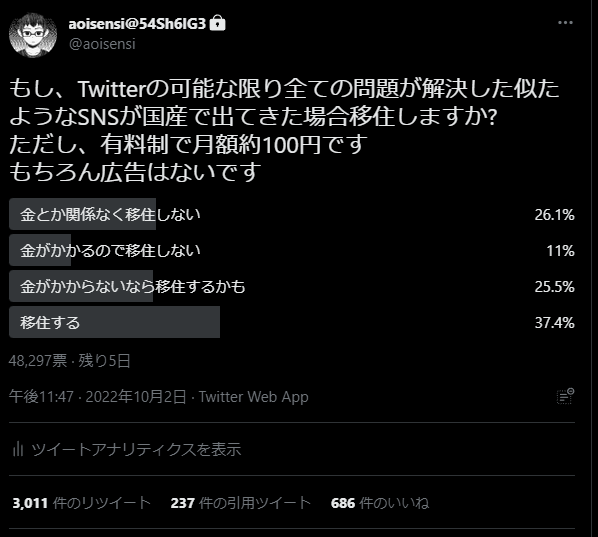 aoisensi@54Sh6lG3
@aoisensi
もし、Twitterの可能な限り全ての問題が解決した似た
ようなSNSが国産で出てきた場合移住しますか?
ただし、有料制で月額約100円です
もちろん広告はないです
金とか関係なく移住しない 26.1%
金がかかるので移住しない 11%
金がかからないなら移住するかも 25.5%
移住する 37.4%
48,297票 · 残り5日
午後11:47 · 2022年10月2日 · Twitter Web App
ツイートアナリティクスを表示
3,011 件のリツイート 237 件の引用ツイート 686 件のいいね